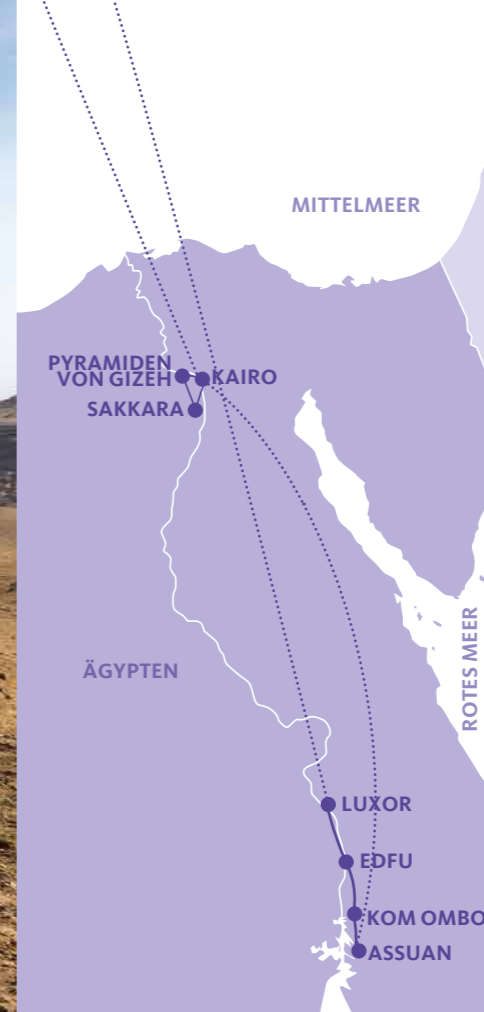 MITTELMEER
PYRAMIDEN
VON GIZEH
KAIRO
SAKKARA
ROTES MEER
ÄGYPTEN
LUXOR
EDFU
KOM OMBO
ASSUAN